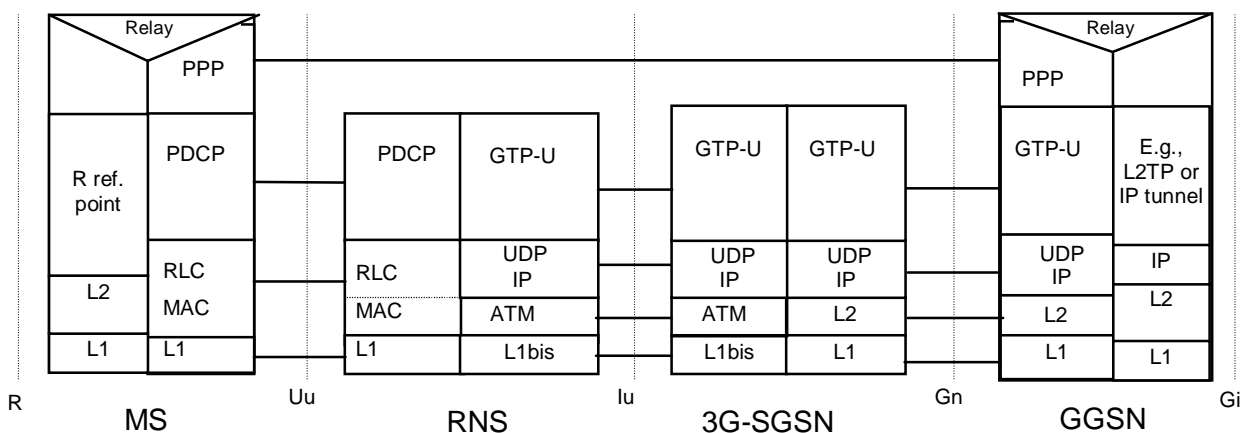 Relay
PPP
R ref.
point
PDCP
L2
RLC
MAC
L1
L1
PDCP
GTP-U
RLC
UDP
IP
MAC
ATM
L1
L1bis
GTP-U
GTP-U
UDP
IP
UDP
IP
ATM
L2
L1bis
L1
Relay
PPP
GTP-U
E.g.,
L2TP or
IP tunnel
UDP
IP
IP
L2
L2
L1
L1
R
MS
Uu
RNS
Iu
3G-SGSN
Gn
GGSN
Gi